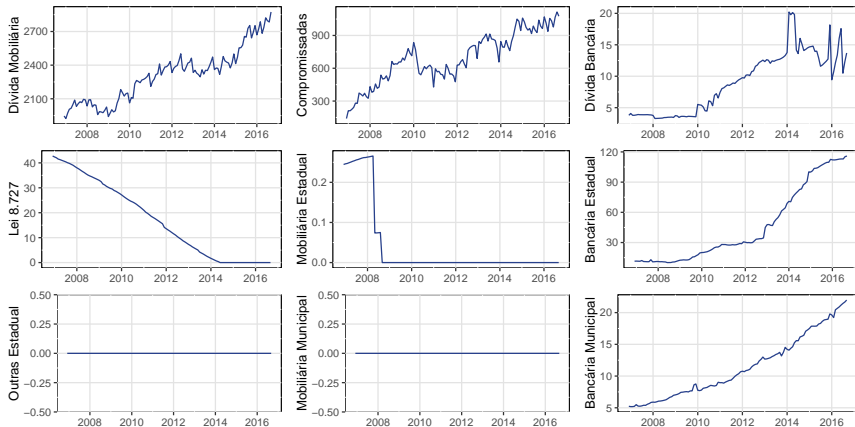 Dívida Mobiliária
2700
2400
2100
2008 2010 2012 2014 2016
Compromissadas
900
600
300
2008 2010 2012 2014 2016
Dívida Bancária
20
15
10
5
2008 2010 2012 2014 2016
Lei 8.727
40
30
20
10
0
2008 2010 2012 2014 2016
Mobiliária Estadual
0.2
0.1
0.0
2008 2010 2012 2014 2016
Bancária Estadual
120
90
60
30
2008 2010 2012 2014 2016
Outras Estadual
0.50
0.25
0.00
−0.25
−0.50
2008 2010 2012 2014 2016
Mobiliária Municipal
0.50
0.25
0.00
−0.25
−0.50
2008 2010 2012 2014 2016
Bancária Municipal
20
15
10
5
2008 2010 2012 2014 2016